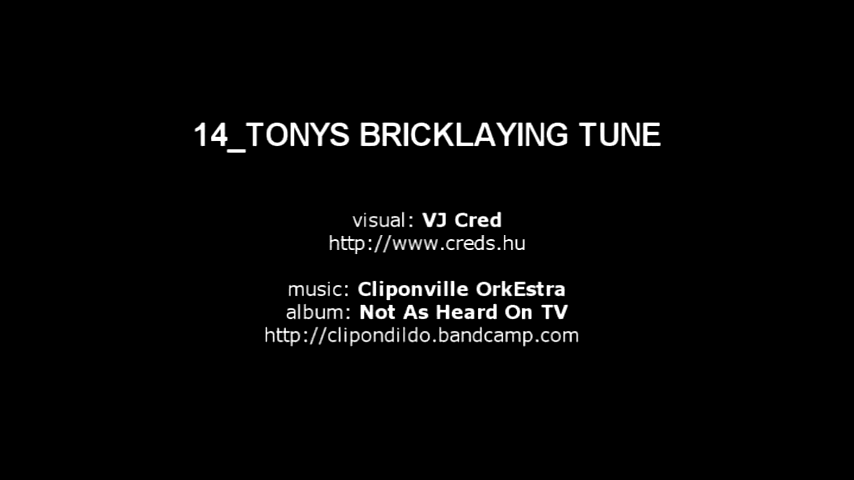 14_TONYS BRICKLAYING TUNE
visual: VJ Cred
http://www.creds.hu
music: Cliponville OrkEstra
album: Not As Heard On TV
http://clipondildo.bandcamp.com